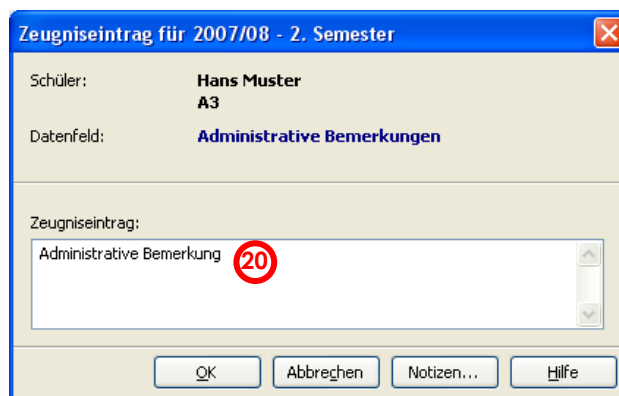 Zeugniseintrag für 2007/08 - 2. Semester
Schüler: Hans Muster
A3
Datenfeld: Administrative Bemerkungen
Zeugniseintrag:
Administrative Bemerkung 20
OK Abbrechen Notizen... Hilfe